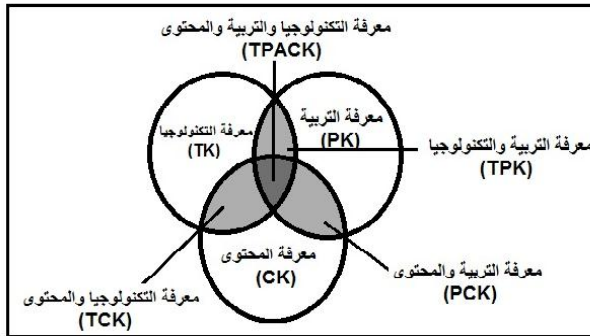 معرفة التكنولوجيا والتربية والمحتوى
(TPACK)
معرفة التربية
(PK)
معرفة التكنولوجيا
(TK)
معرفة التربية والتكنولوجيا
(TPK)
معرفة المحتوى
(CK)
معرفة التربية والمحتوى
(PCK)
معرفة التكنولوجيا والمحتوى
(TCK)